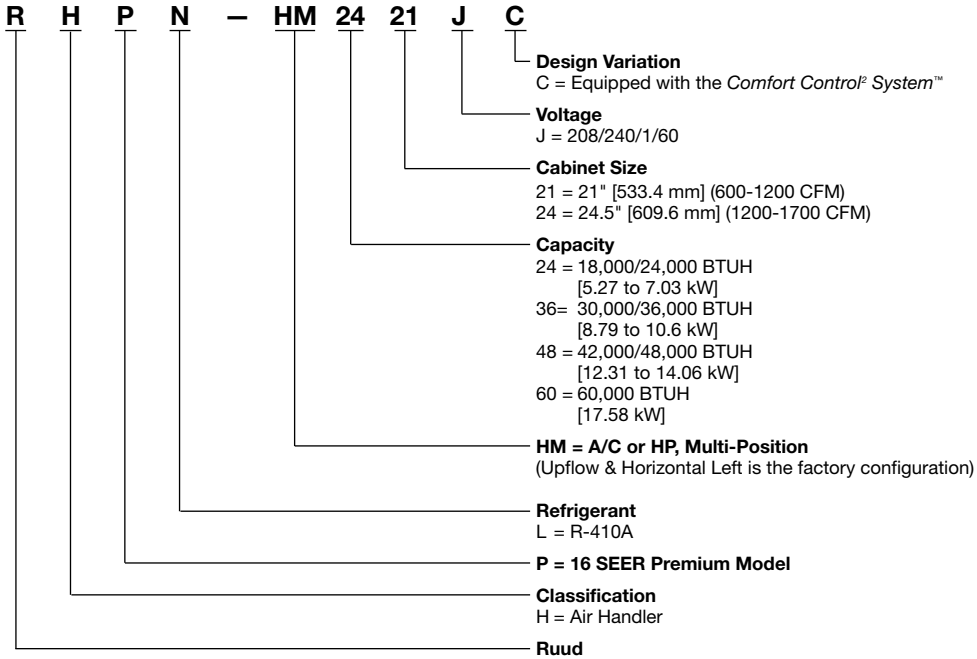 R H P N — HM 24 21 J C
Design Variation
C = Equipped with the Comfort Control² System™
Voltage
J = 208/240/1/60
Cabinet Size
21 = 21" [533.4 mm] (600-1200 CFM)
24 = 24.5" [609.6 mm] (1200-1700 CFM)
Capacity
24 = 18,000/24,000 BTUH
[5.27 to 7.03 kW]
36= 30,000/36,000 BTUH
[8.79 to 10.6 kW]
48 = 42,000/48,000 BTUH
[12.31 to 14.06 kW]
60 = 60,000 BTUH
[17.58 kW]
HM = A/C or HP, Multi-Position
(Upflow & Horizontal Left is the factory configuration)
Refrigerant
L = R-410A
P = 16 SEER Premium Model
Classification
H = Air Handler
Ruud